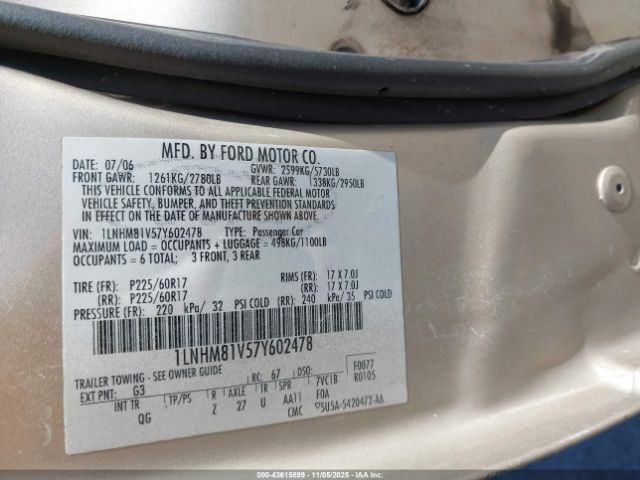 MFD. BY FORD MOTOR CO.
DATE: 07/06 GVWR: 2599KG/5730LB
FRONT GAWR: 1261KG/2780LB REAR GAWR: 1338KG/2950LB
THIS VEHICLE CONFORMS TO ALL APPLICABLE FEDERAL MOTOR
VEHICLE SAFETY, BUMPER, AND THEFT PREVENTION STANDARDS
IN EFFECT ON THE DATE OF MANUFACTURE SHOWN ABOVE.
VIN: 1LNHM81V57Y602478 TYPE: Passenger Car
MAXIMUM LOAD = OCCUPANTS + LUGGAGE = 498KG/1100LB
OCCUPANTS = 6 TOTAL; 3 FRONT, 3 REAR
TIRE (FR): P225/60R17 RIMS (FR): 17 X 7.0J
(RR): P225/60R17 (RR): 17 X 7.0J
PRESSURE (FR): 220 kPa/ 32 PSI COLD (RR): 240 kPa/ 35 PSI COLD
1LNHM81V57Y602478
TRAILER TOWING - SEE OWNER GUIDE
EXT PNT: G3 RC: 67 DSO: F0077
R0105
INT TR TP/PS R AXLE TR SPR 7VC1B
QG Z 27 U AA11 FOA
CMC 5U5A-5420472-AA
000-43615899 - 11/05/2025 - IAAI.COM